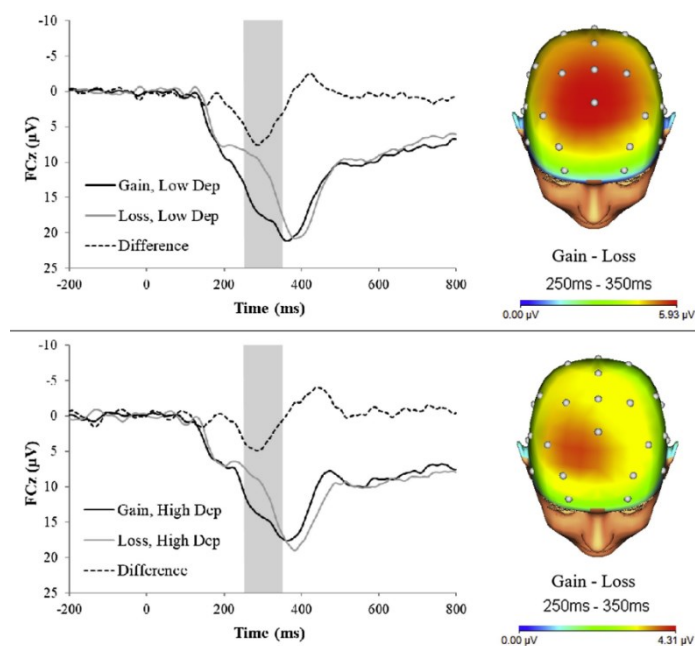 -10
-5
0
5
10
15
20
25
FCz (µV)
Gain, Low Dep
Loss, Low Dep
Difference
-200 0 200 400 600 800
Time (ms)
Gain - Loss
250ms - 350ms
0.00 µV 5.93 µV
-10
-5
0
5
10
15
20
25
FCz (µV)
Gain, High Dep
Loss, High Dep
Difference
-200 0 200 400 600 800
Time (ms)
Gain - Loss
250ms - 350ms
0.00 µV 4.31 µV